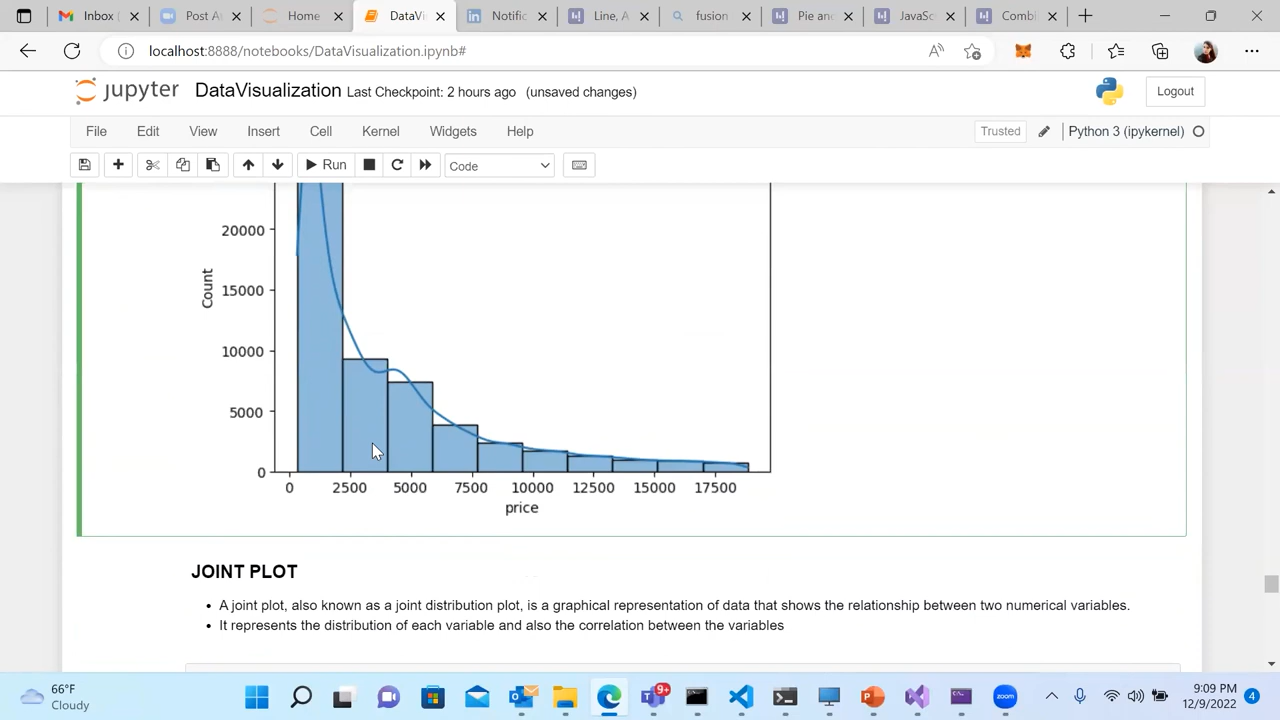 Inbox
Post A
Home
DataVi
Notific
Line, A
fusion
Pie and
JavaSc
Combi
localhost:8888/notebooks/DataVisualization.ipynb#
jupyter DataVisualization Last Checkpoint: 2 hours ago (unsaved changes)
Logout
File Edit View Insert Cell Kernel Widgets Help
Trusted Python 3 (ipykernel)
Run Code
20000
15000
10000
5000
0
Count
0 2500 5000 7500 10000 12500 15000 17500
price
JOINT PLOT
• A joint plot, also known as a joint distribution plot, is a graphical representation of data that shows the relationship between two numerical variables.
• It represents the distribution of each variable and also the correlation between the variables
66°F
Cloudy
9+
zoom
9:09 PM
12/9/2022
4